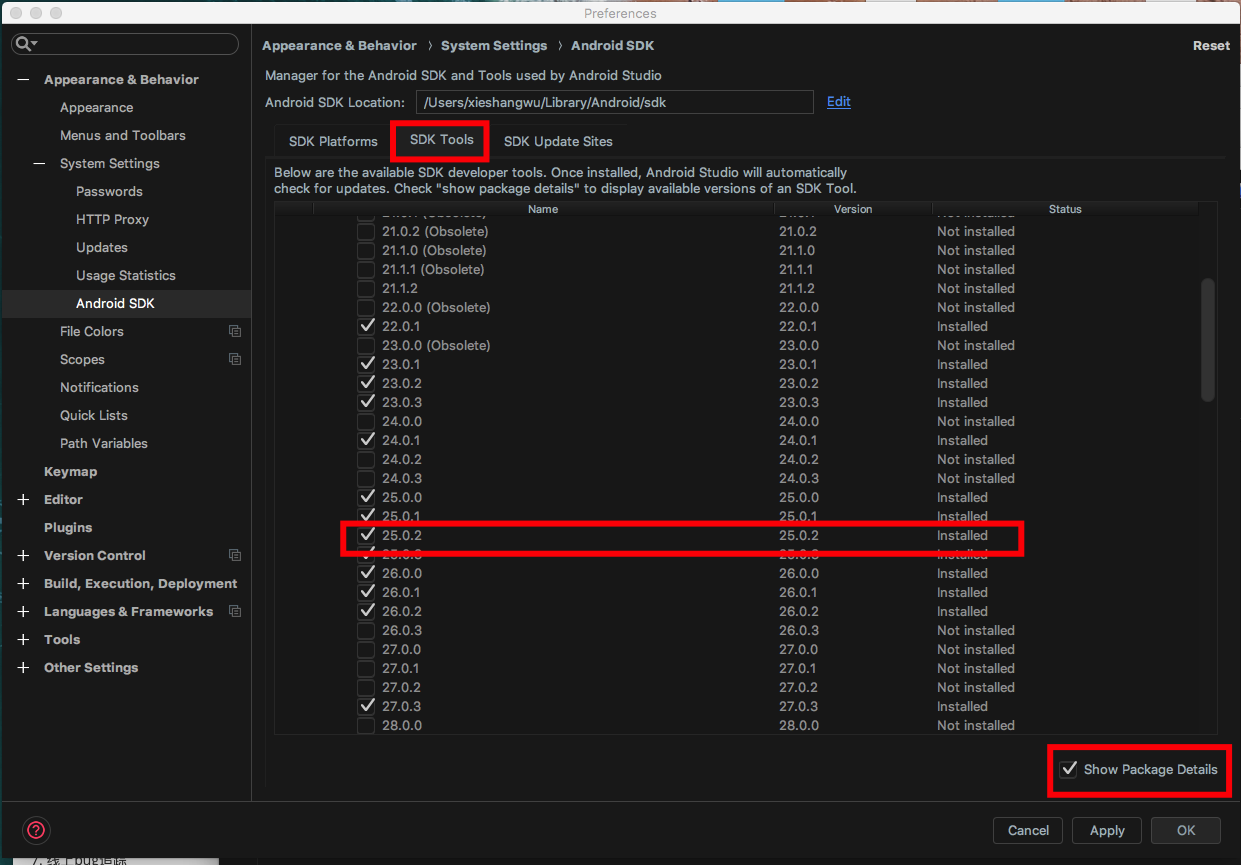 Preferences
Appearance & Behavior › System Settings › Android SDK
Reset
Manager for the Android SDK and Tools used by Android Studio
Android SDK Location: /Users/xieshangwu/Library/Android/sdk Edit
SDK Platforms SDK Tools SDK Update Sites
Below are the available SDK developer tools. Once installed, Android Studio will automatically
check for updates. Check "show package details" to display available versions of an SDK Tool.
Name Version Status
21.0.2 (Obsolete) 21.0.2 Not installed
21.1.0 (Obsolete) 21.1.0 Not installed
21.1.1 (Obsolete) 21.1.1 Not installed
21.1.2 21.1.2 Not installed
22.0.0 (Obsolete) 22.0.0 Not installed
22.0.1 22.0.1 Installed
23.0.0 (Obsolete) 23.0.0 Not installed
23.0.1 23.0.1 Installed
23.0.2 23.0.2 Installed
23.0.3 23.0.3 Installed
24.0.0 24.0.0 Not installed
24.0.1 24.0.1 Installed
24.0.2 24.0.2 Not installed
24.0.3 24.0.3 Not installed
25.0.0 25.0.0 Installed
25.0.1 25.0.1 Installed
25.0.2 25.0.2 Installed
25.0.3 25.0.3 Installed
26.0.0 26.0.0 Installed
26.0.1 26.0.1 Installed
26.0.2 26.0.2 Installed
26.0.3 26.0.3 Not installed
27.0.0 27.0.0 Not installed
27.0.1 27.0.1 Not installed
27.0.2 27.0.2 Not installed
27.0.3 27.0.3 Installed
28.0.0 28.0.0 Not installed
Show Package Details
Appearance & Behavior
Appearance
Menus and Toolbars
System Settings
Passwords
HTTP Proxy
Updates
Usage Statistics
Android SDK
File Colors
Scopes
Notifications
Quick Lists
Path Variables
Keymap
Editor
Plugins
Version Control
Build, Execution, Deployment
Languages & Frameworks
Tools
Other Settings
Cancel Apply OK